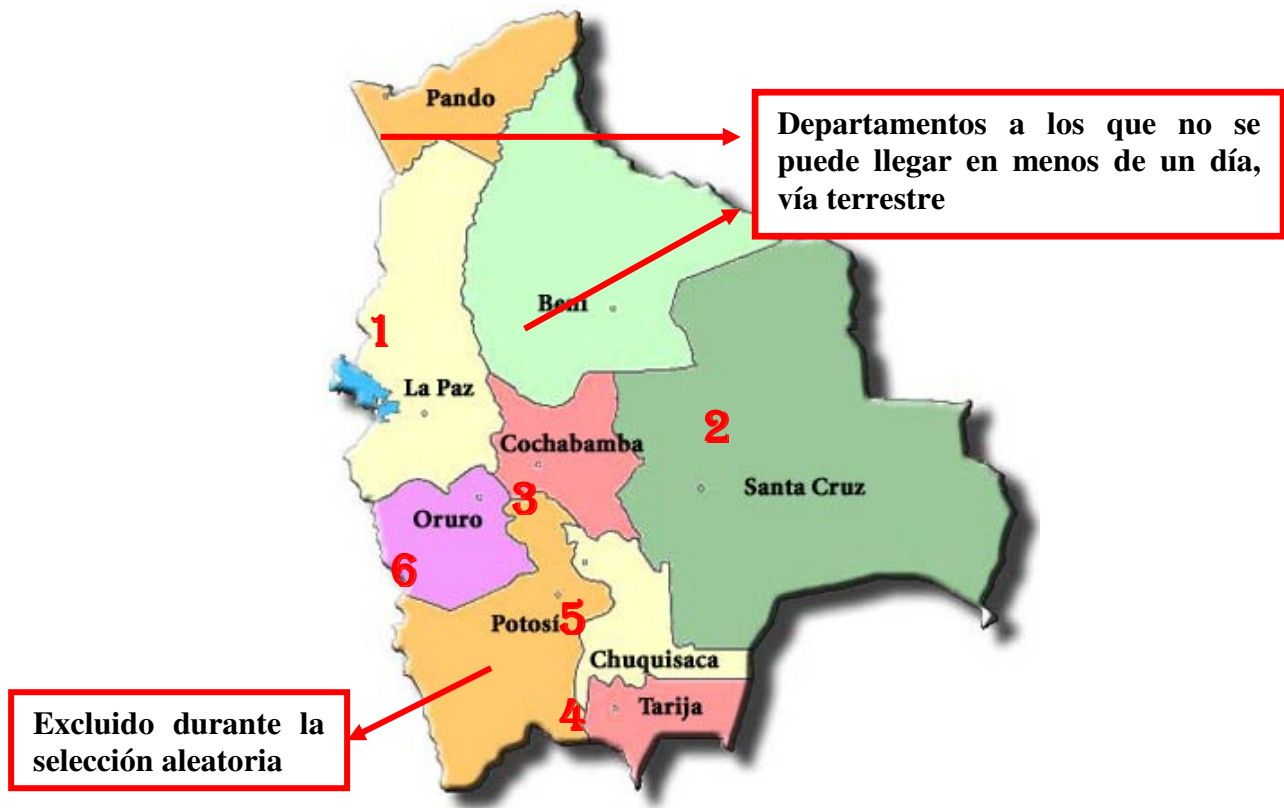 Pando
Departamentos a los que no se
puede llegar en menos de un día,
vía terrestre
Beni
1
La Paz
2
Cochabamba
Santa Cruz
3
Oruro
6
5
Potosí
Chuquisaca
4
Tarija
Excluido durante la
selección aleatoria